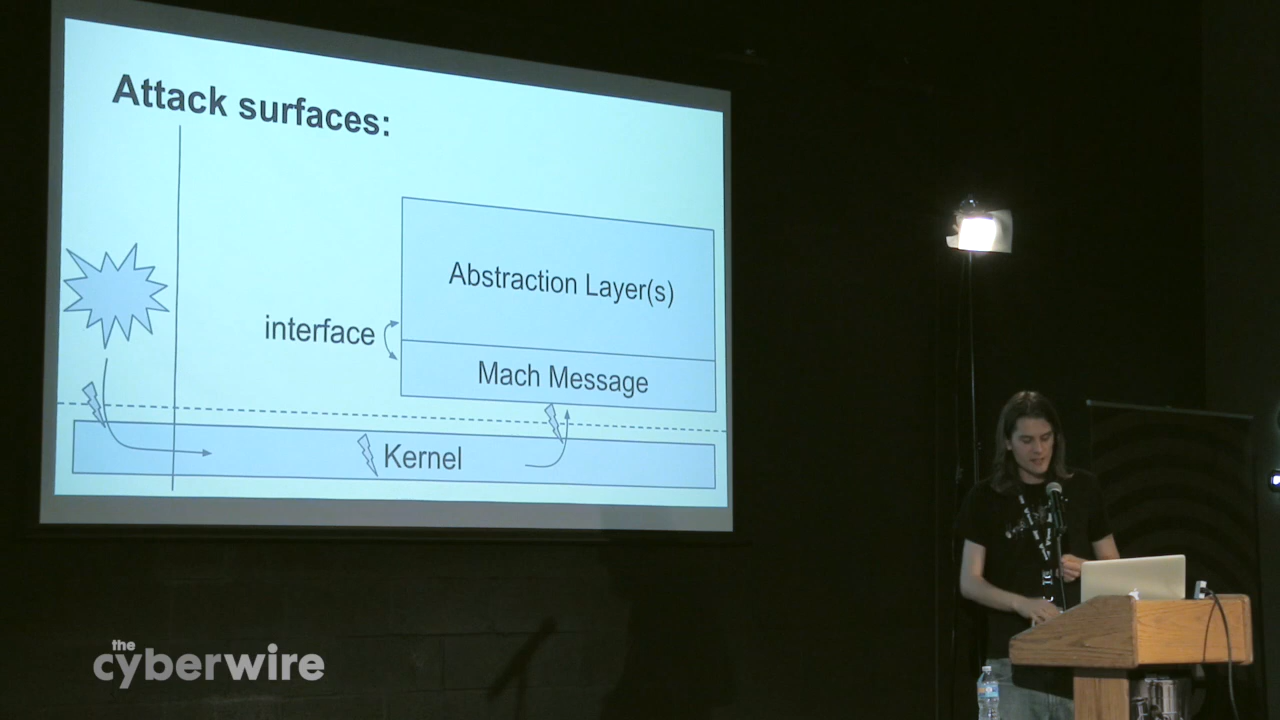 Attack surfaces:
Abstraction Layer(s)
interface
Mach Message
Kernel
the
cyberwire